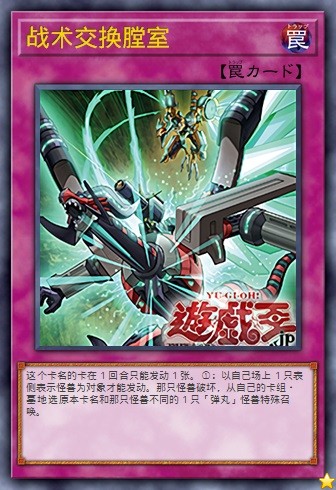 战术交换膛室
トラップ
罠
【罠カード】
YU-GI-OH!
遊戯王
.JP
这个卡名的卡在1回合只能发动1张。①：以自己场上1只表
侧表示怪兽为对象才能发动。那只怪兽破坏，从自己的卡组·
墓地选原本卡名和那只怪兽不同的1只「弹丸」怪兽特殊召
唤。